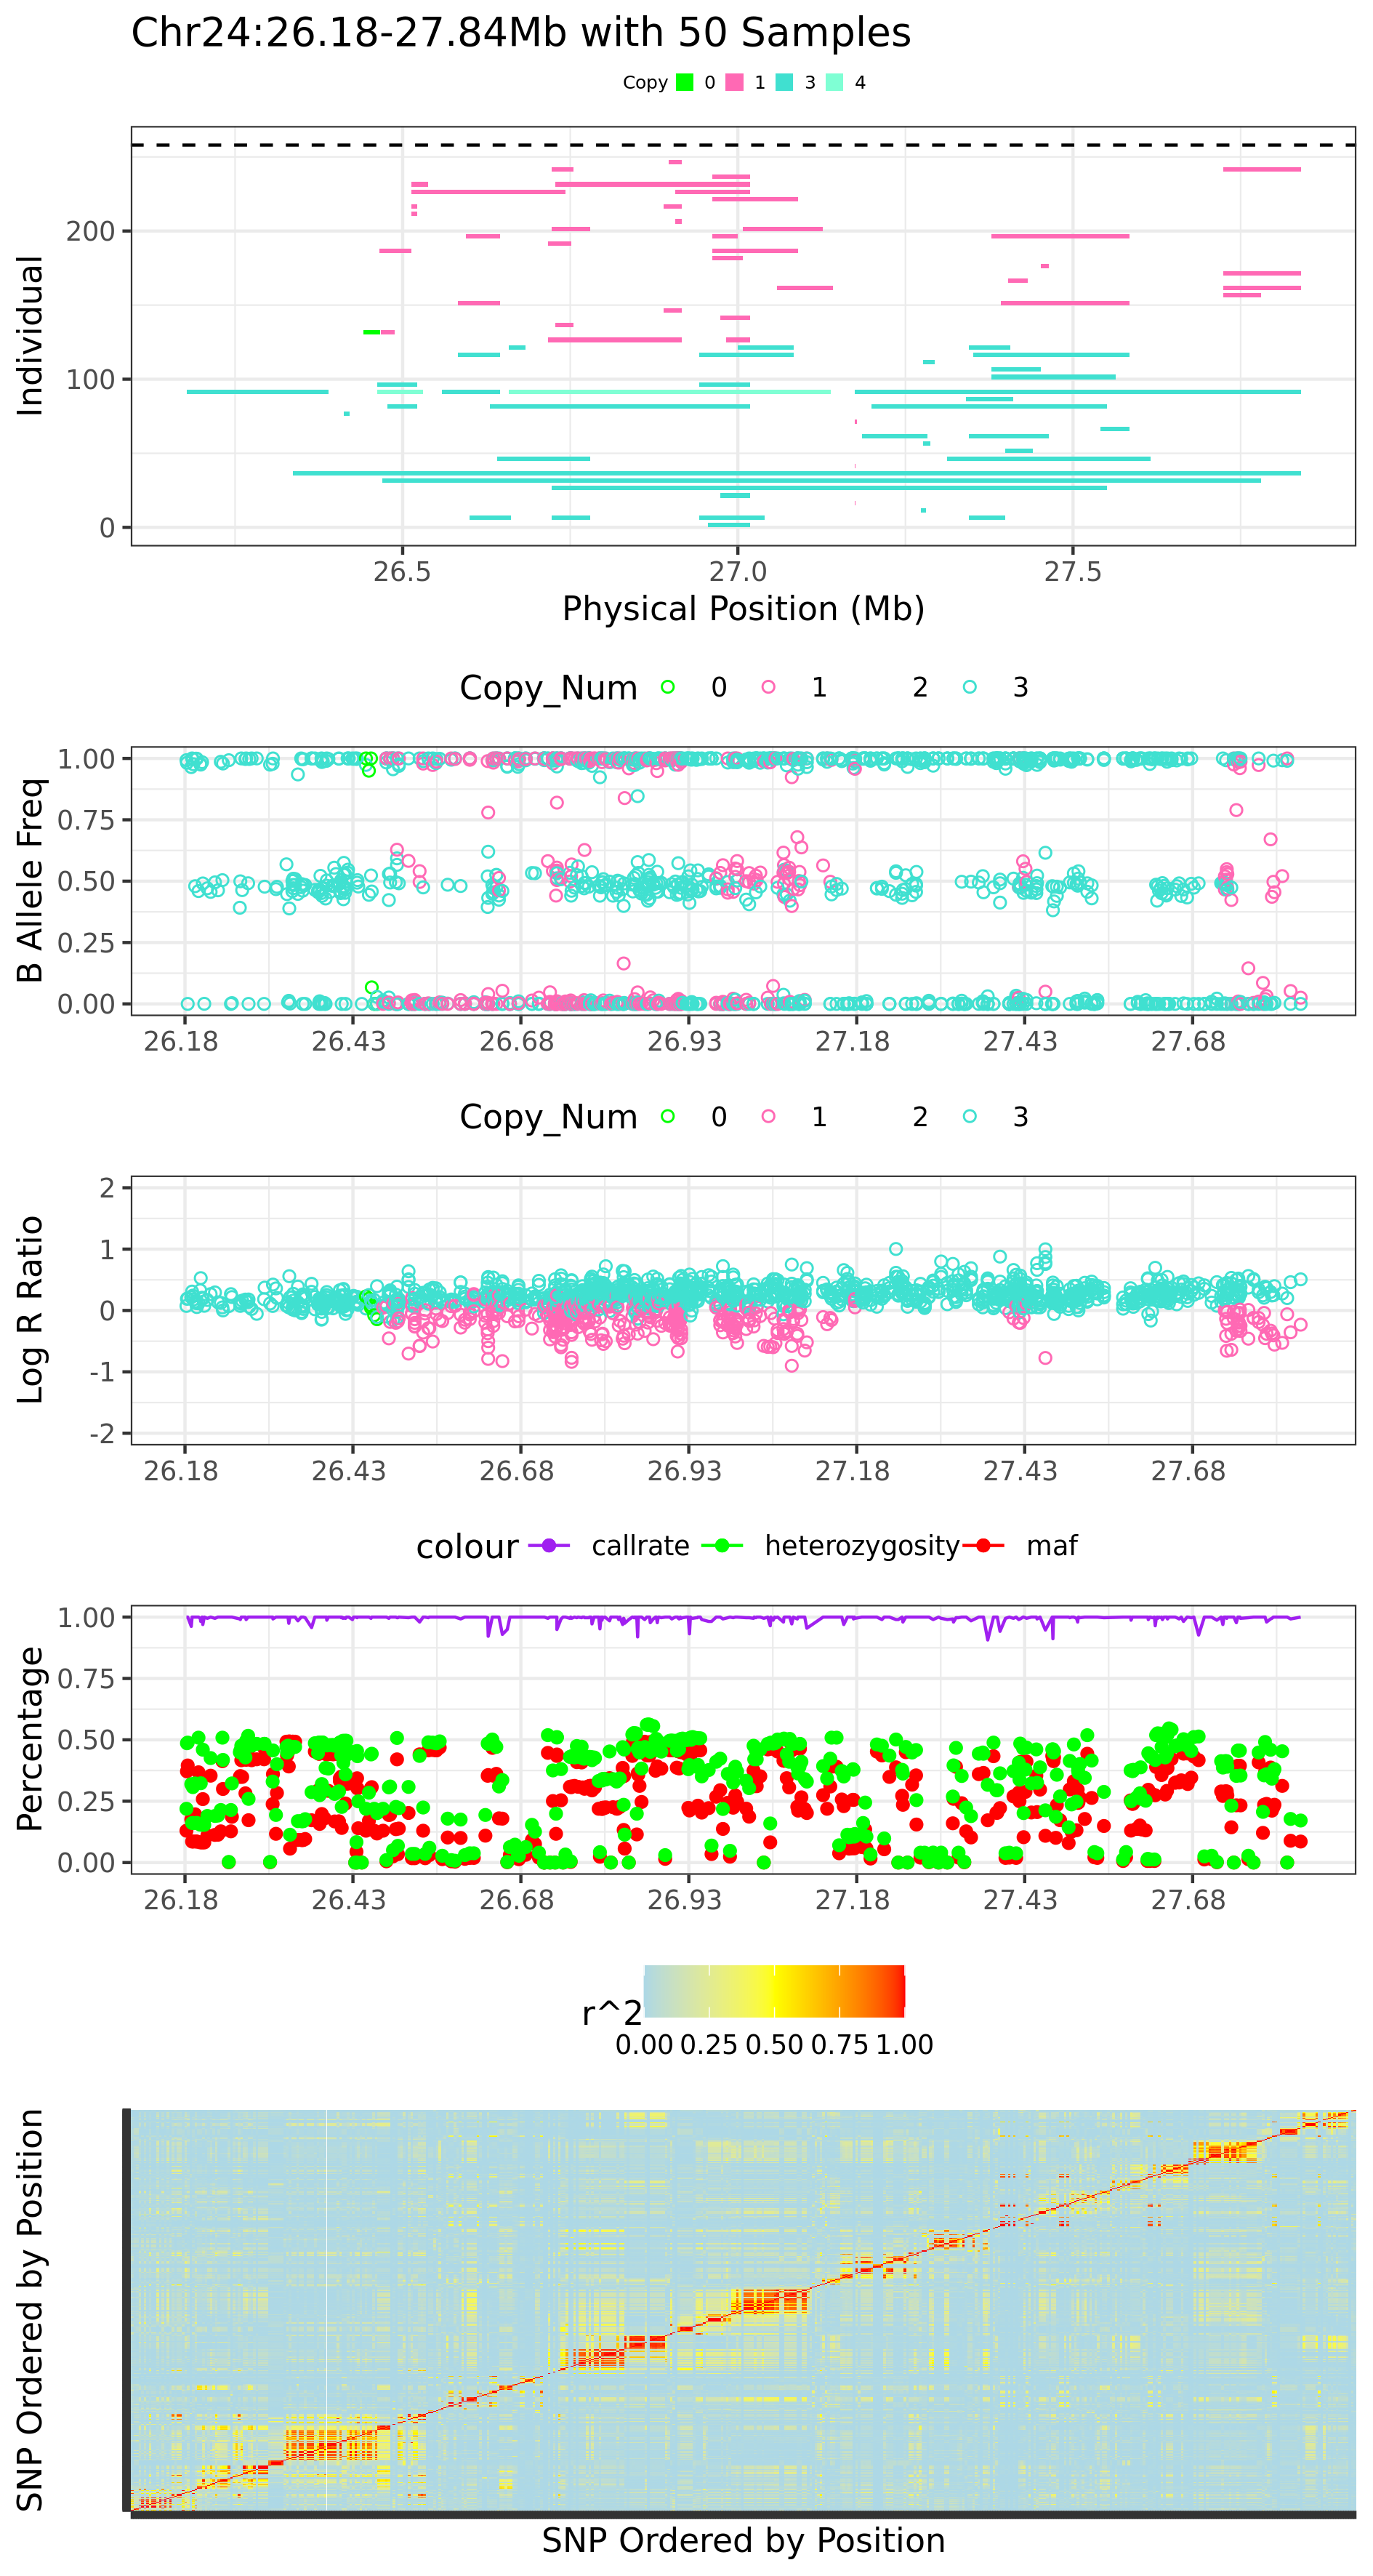 Chr24:26.18-27.84Mb with 50 Samples
Copy 0 1 3 4
Individual
200
100
0
26.5 27.0 27.5
Physical Position (Mb)
Copy_Num 0 1 2 3
B Allele Freq
1.00
0.75
0.50
0.25
0.00
26.18 26.43 26.68 26.93 27.18 27.43 27.68
Copy_Num 0 1 2 3
Log R Ratio
2
1
0
-1
-2
26.18 26.43 26.68 26.93 27.18 27.43 27.68
colour callrate heterozygosity maf
Percentage
1.00
0.75
0.50
0.25
0.00
26.18 26.43 26.68 26.93 27.18 27.43 27.68
r^2
0.00 0.25 0.50 0.75 1.00
SNP Ordered by Position
SNP Ordered by Position